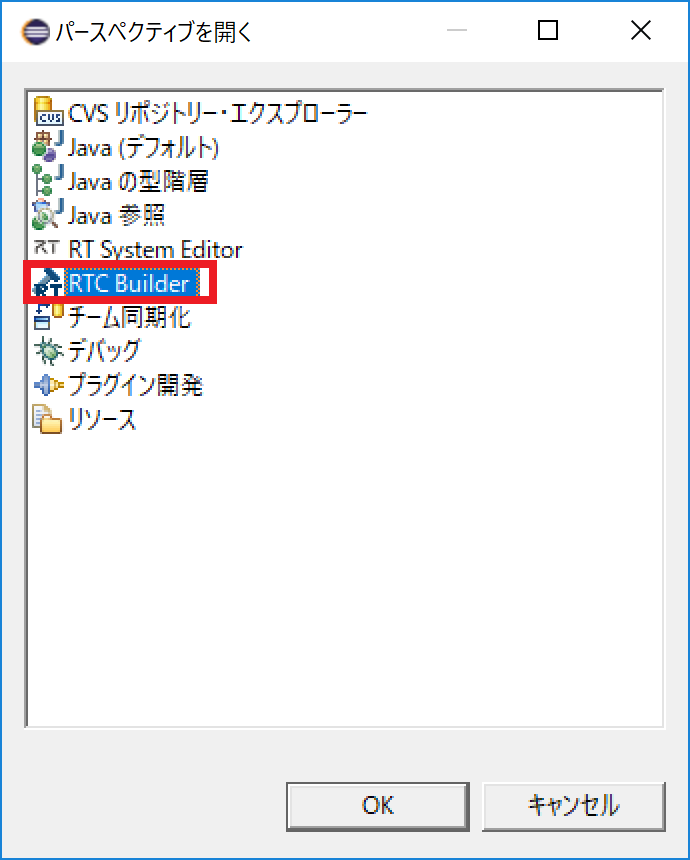 パースペクティブを開く
CVS リポジトリー・エクスプローラー
Java (デフォルト)
Java の型階層
Java 参照
RT System Editor
RTC Builder
チーム同期化
デバッグ
プラグイン開発
リソース
OK キャンセル